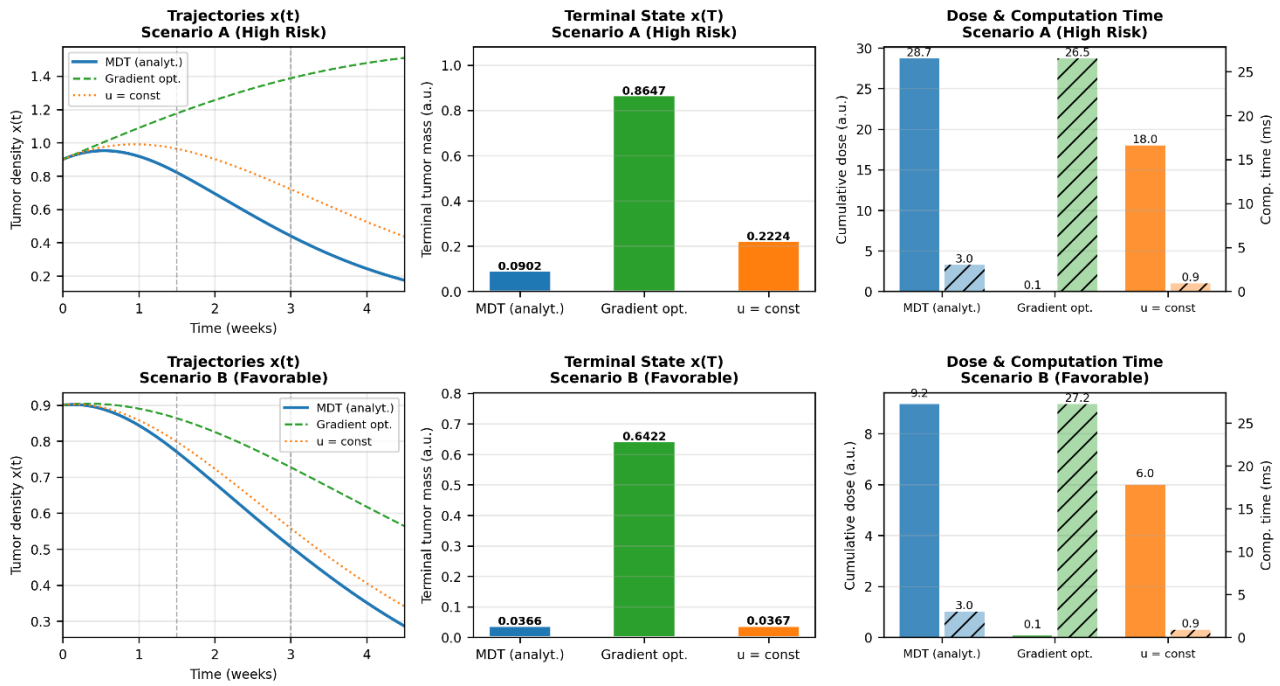 Trajectories x(t)
Scenario A (High Risk)
MDT (analyt.)
Gradient opt.
u = const
Tumor density x(t)
1.4
1.2
1.0
0.8
0.6
0.4
0.2
0
1
2
3
4
Time (weeks)
Terminal State x(T)
Scenario A (High Risk)
Terminal tumor mass (a.u.)
1.0
0.8
0.6
0.4
0.2
0.0
0.0902
0.8647
0.2224
MDT (analyt.)
Gradient opt.
u = const
Dose & Computation Time
Scenario A (High Risk)
Cumulative dose (a.u.)
30
25
20
15
10
5
0
28.7
3.0
0.1
26.5
18.0
0.9
MDT (analyt.)
Gradient opt.
u = const
25
20
15
10
5
0
Comp. time (ms)
Trajectories x(t)
Scenario B (Favorable)
MDT (analyt.)
Gradient opt.
u = const
Tumor density x(t)
0.9
0.8
0.7
0.6
0.5
0.4
0.3
0
1
2
3
4
Time (weeks)
Terminal State x(T)
Scenario B (Favorable)
Terminal tumor mass (a.u.)
0.8
0.7
0.6
0.5
0.4
0.3
0.2
0.1
0.0
0.0366
0.6422
0.0367
MDT (analyt.)
Gradient opt.
u = const
Dose & Computation Time
Scenario B (Favorable)
Cumulative dose (a.u.)
8
6
4
2
0
9.2
3.0
0.1
27.2
6.0
0.9
MDT (analyt.)
Gradient opt.
u = const
25
20
15
10
5
0
Comp. time (ms)